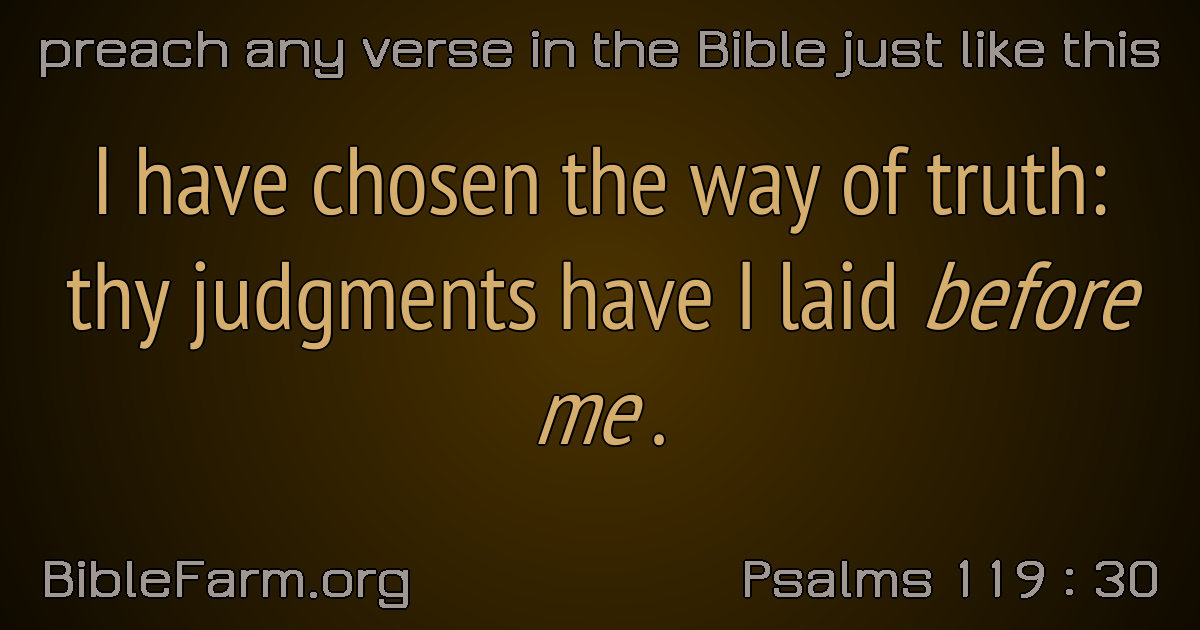 preach any verse in the Bible just like this
I have chosen the way of truth:
thy judgments have I laid before
me .
BibleFarm.org
Psalms 119 : 30